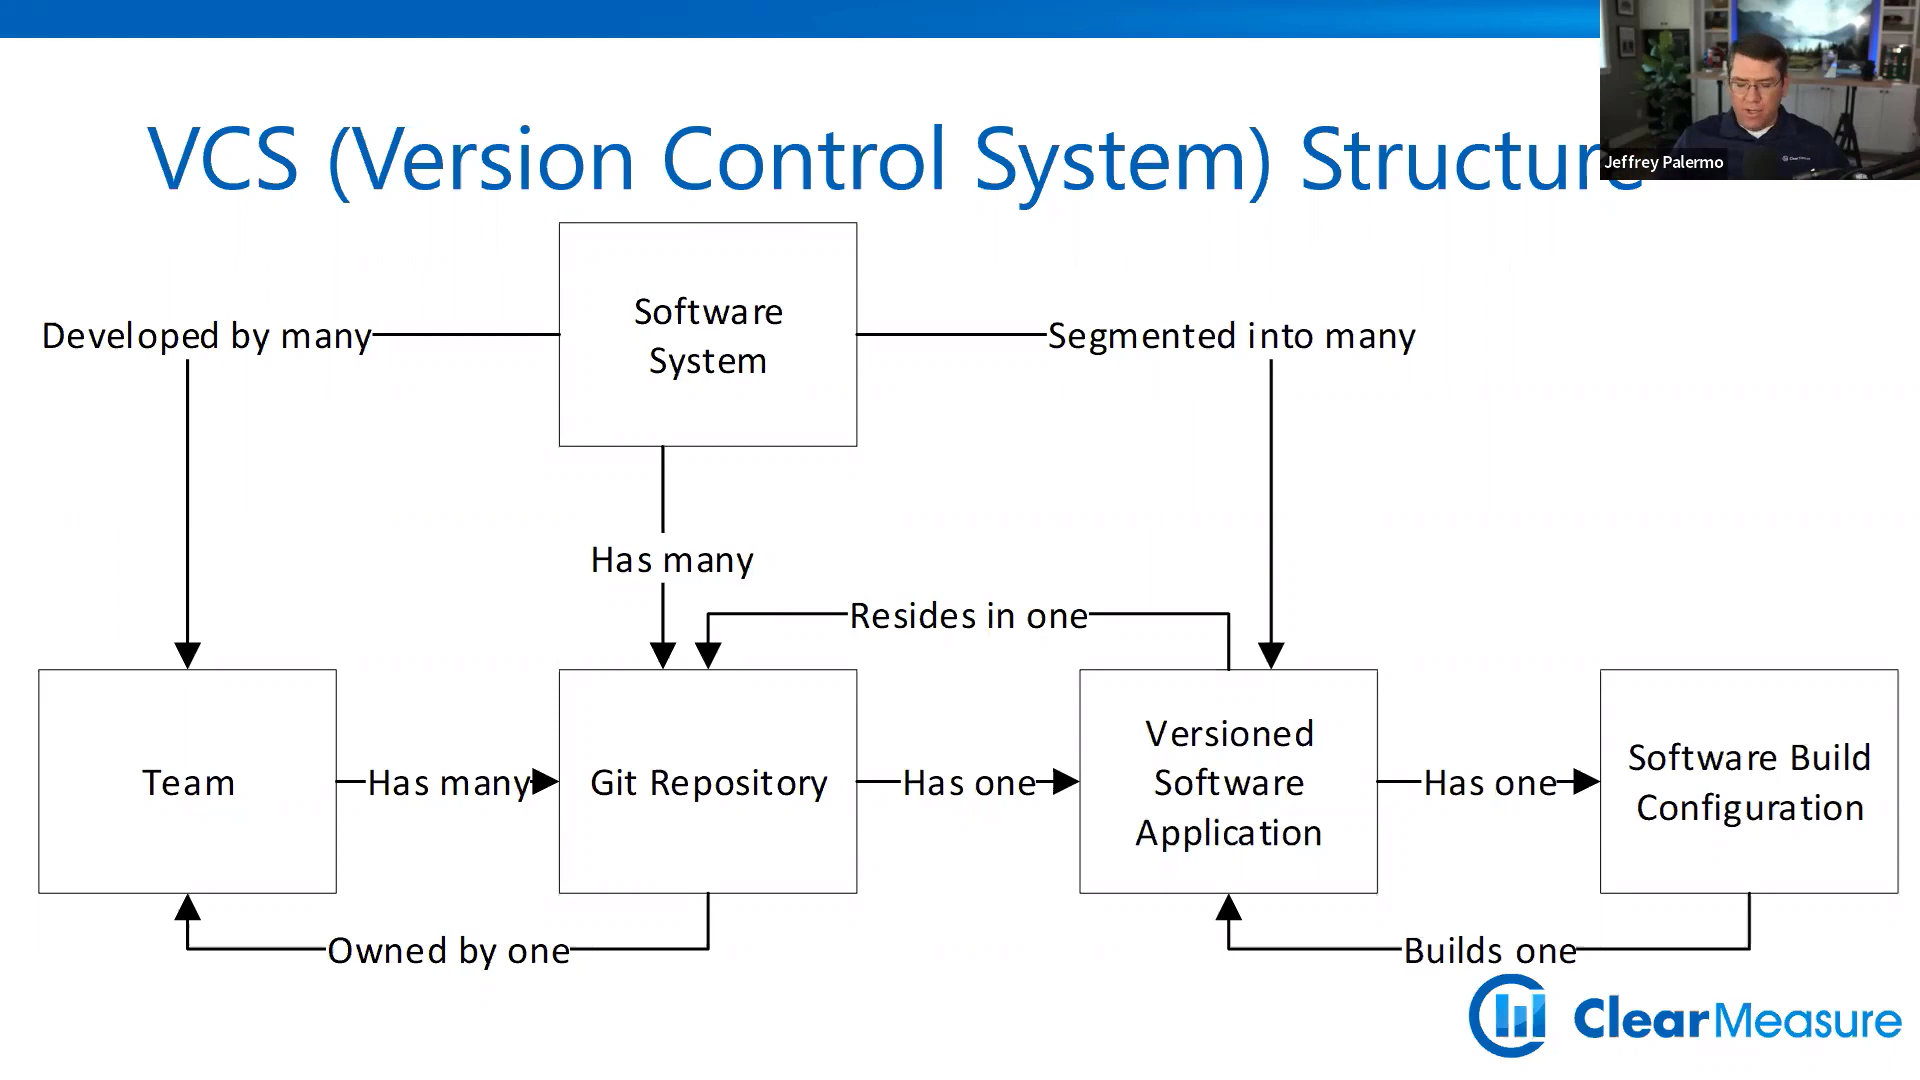 VCS (Version Control System) Structure
Jeffrey Palermo
Software
System
Developed by many
Segmented into many
Has many
Resides in one
Team
Has many
Git Repository
Has one
Versioned
Software
Application
Has one
Software Build
Configuration
Owned by one
Builds one
ClearMeasure